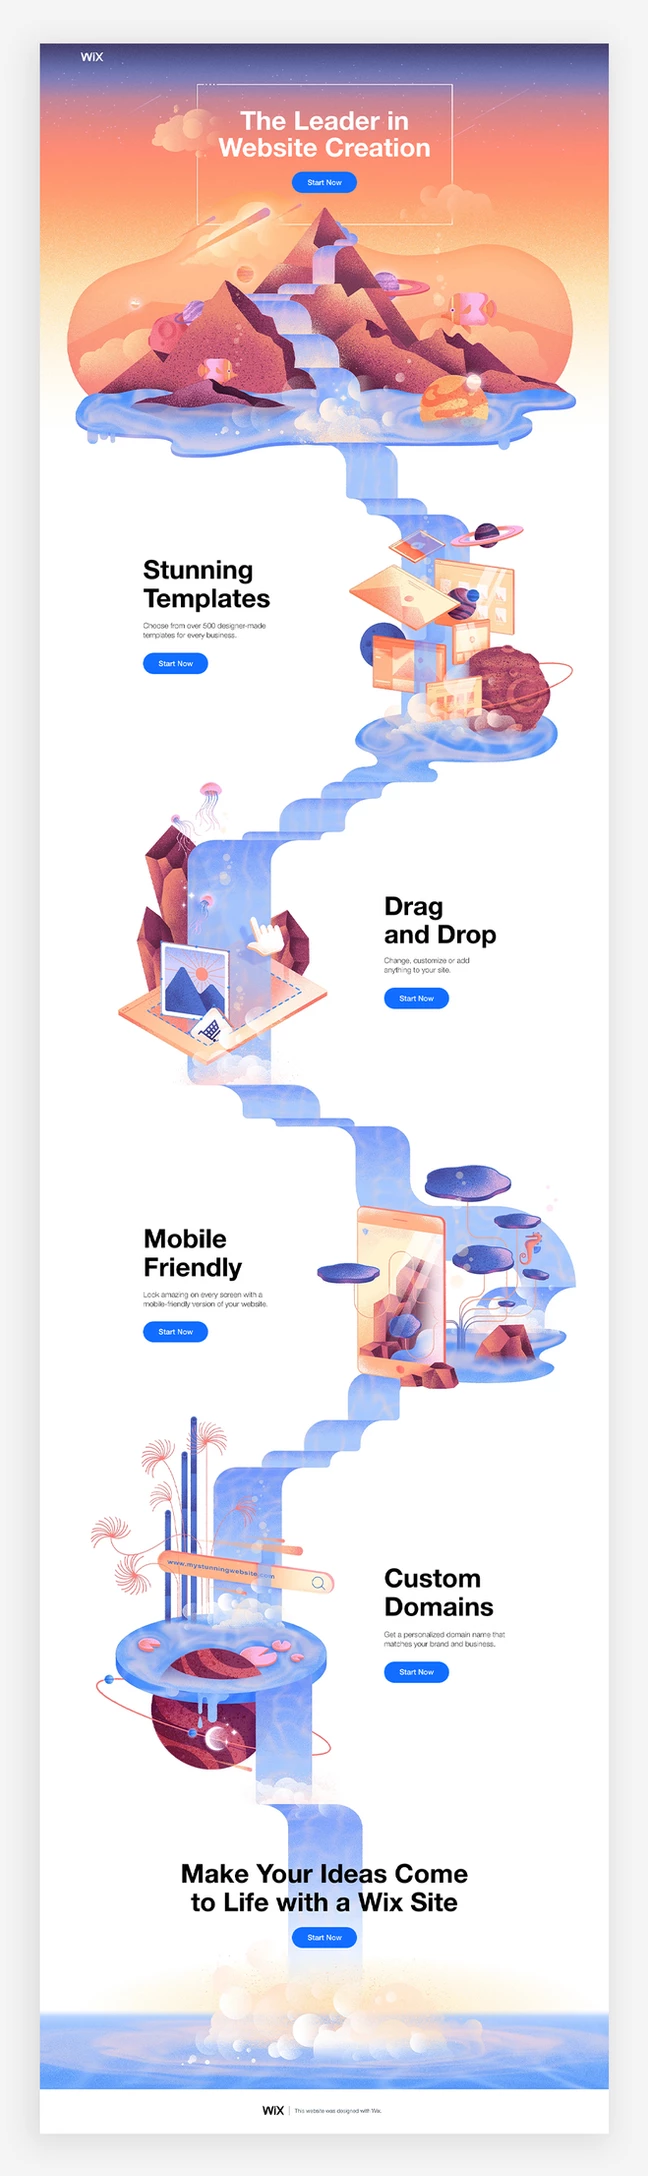 WiX
The Leader in
Website Creation
Start Now
Stunning
Templates
Choose from over 500 designer-made
templates for every business.
Start Now
Drag
and Drop
Change, customize or add
anything to your site.
Start Now
Mobile
Friendly
Look amazing on every screen with a
mobile-friendly version of your website.
Start Now
www.mystunningwebsite.com
Custom
Domains
Get a personalized domain name that
matches your brand and business.
Start Now
Make Your Ideas Come
to Life with a Wix Site
Start Now
WiX | This website was designed with Wix.